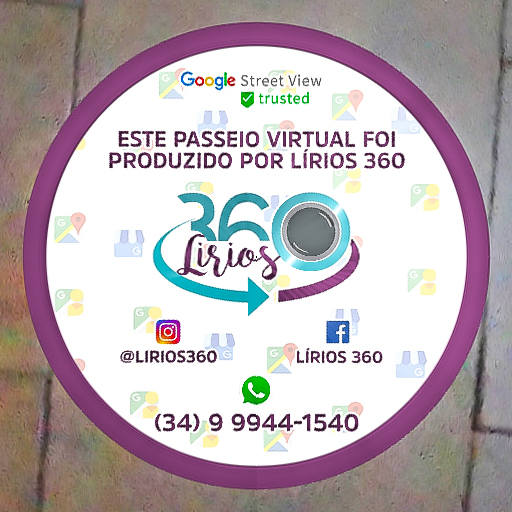 Google Street View
trusted
ESTE PASSEIO VIRTUAL FOI
PRODUZIDO POR LÍRIOS 360
360
Lírios
@LIRIOS360
LÍRIOS 360
(34) 9 9944-1540